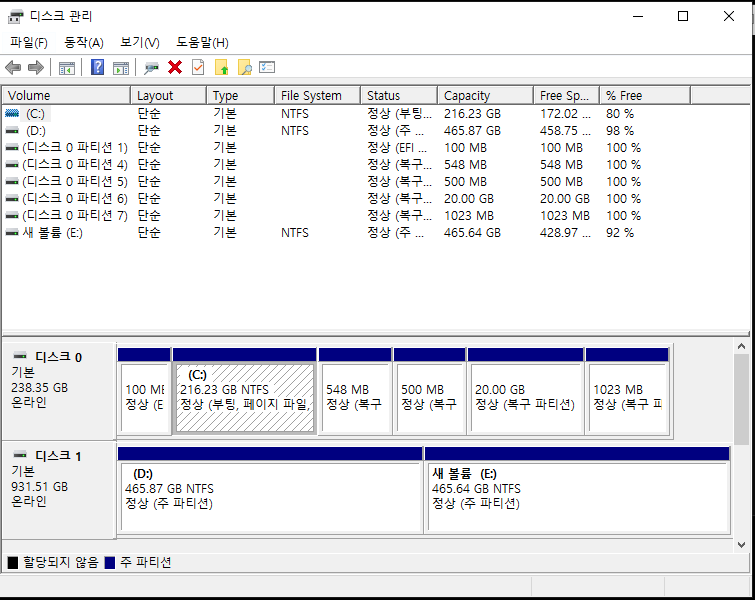 디스크 관리
파일(F) 동작(A) 보기(V) 도움말(H)
Volume Layout Type File System Status Capacity Free Sp... % Free
(C:) 단순 기본 NTFS 정상 (부팅... 216.23 GB 172.02 ... 80 %
(D:) 단순 기본 NTFS 정상 (주 ... 465.87 GB 458.75 ... 98 %
(디스크 0 파티션 1) 단순 기본 정상 (EFI ... 100 MB 100 MB 100 %
(디스크 0 파티션 4) 단순 기본 정상 (복구... 548 MB 548 MB 100 %
(디스크 0 파티션 5) 단순 기본 정상 (복구... 500 MB 500 MB 100 %
(디스크 0 파티션 6) 단순 기본 정상 (복구... 20.00 GB 20.00 GB 100 %
(디스크 0 파티션 7) 단순 기본 정상 (복구... 1023 MB 1023 MB 100 %
새 볼륨 (E:) 단순 기본 NTFS 정상 (주 ... 465.64 GB 428.97 ... 92 %
디스크 0
기본
238.35 GB
온라인
100 ME
정상 (E
(C:)
216.23 GB NTFS
정상 (부팅, 페이지 파일,
548 MB
정상 (복구
500 MB
정상 (복구
20.00 GB
정상 (복구 파티션)
1023 MB
정상 (복구 파
디스크 1
기본
931.51 GB
온라인
(D:)
465.87 GB NTFS
정상 (주 파티션)
새 볼륨 (E:)
465.64 GB NTFS
정상 (주 파티션)
할당되지 않음 주 파티션